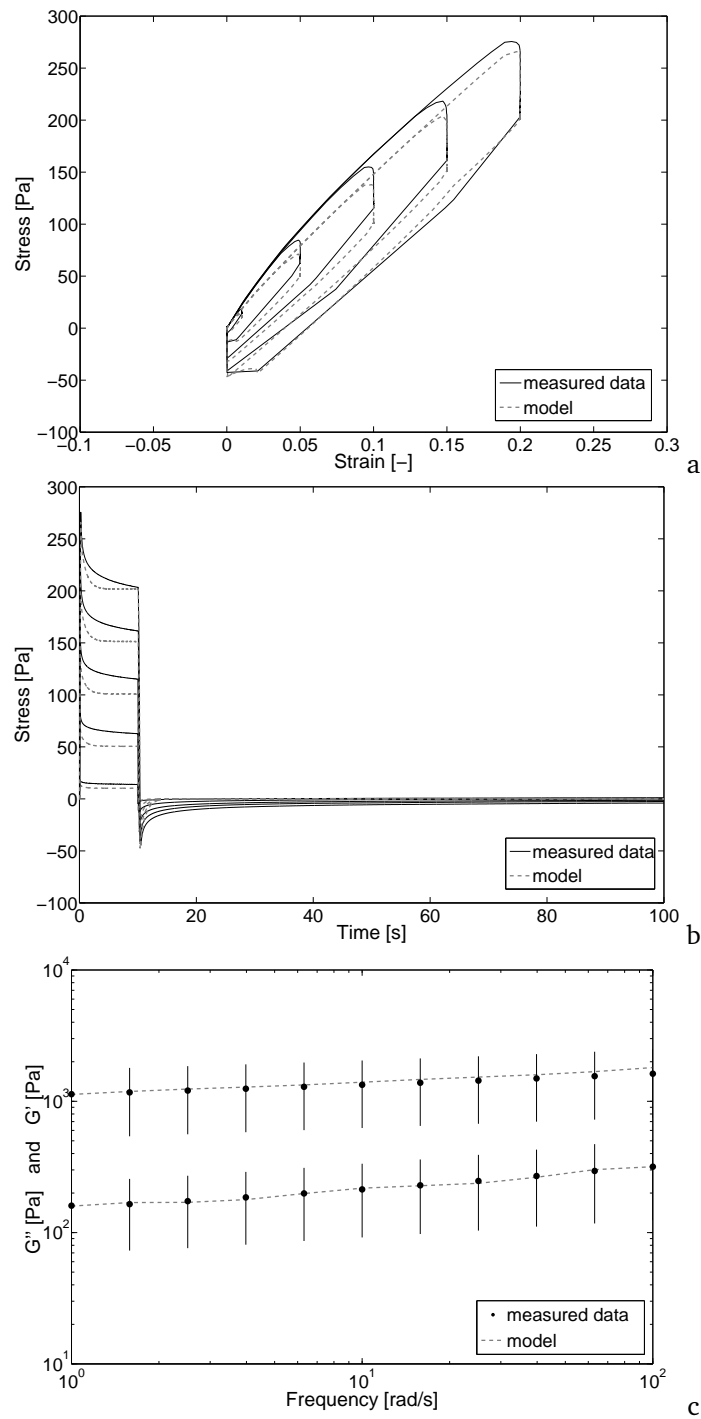 300
250
200
150
100
50
0
−50
−100
Stress [Pa]
−0.1 −0.05 0 0.05 0.1 0.15 0.2 0.25 0.3
Strain [−]
measured data
model
a
300
250
200
150
100
50
0
−50
−100
Stress [Pa]
0 20 40 60 80 100
Time [s]
measured data
model
b
10^4
10^3
10^2
10^1
G'' [Pa] and G' [Pa]
10^0 10^1 10^2
Frequency [rad/s]
measured data
model
c